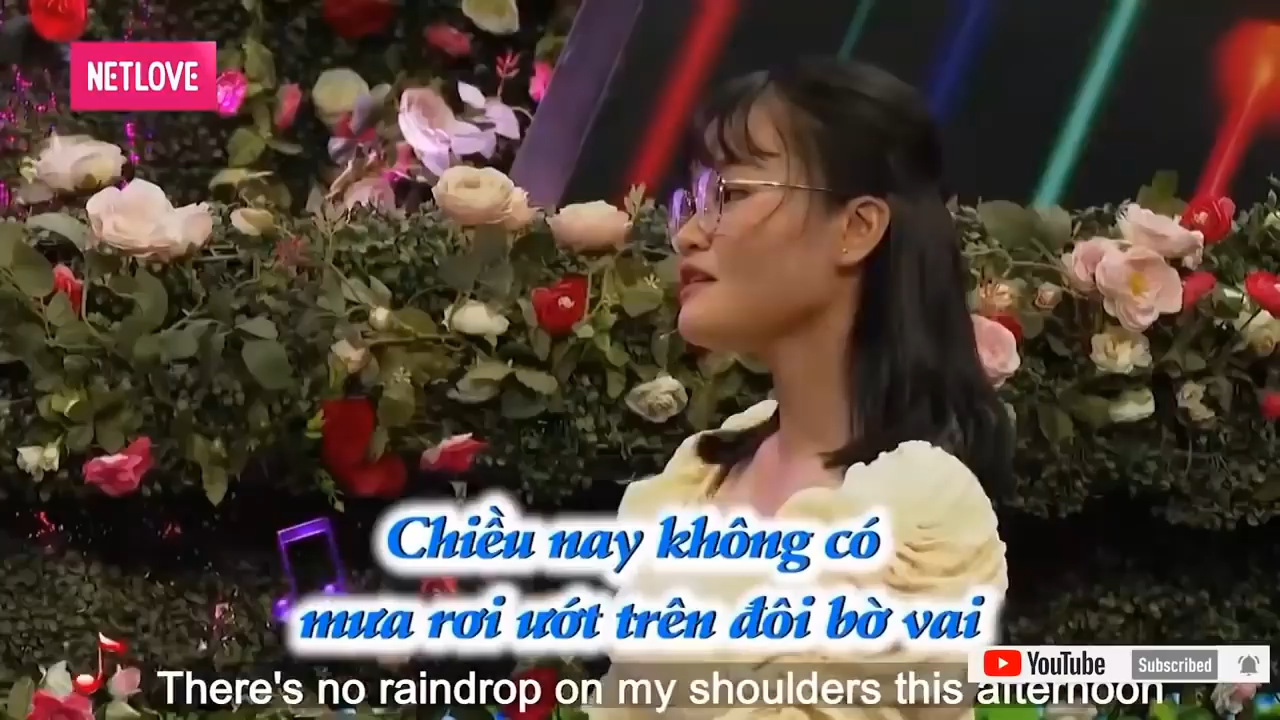 NETLOVE
Chiều nay không có
mưa rơi ướt trên đôi bờ vai
YouTube Subscribed
There's no raindrop on my shoulders this afternoon